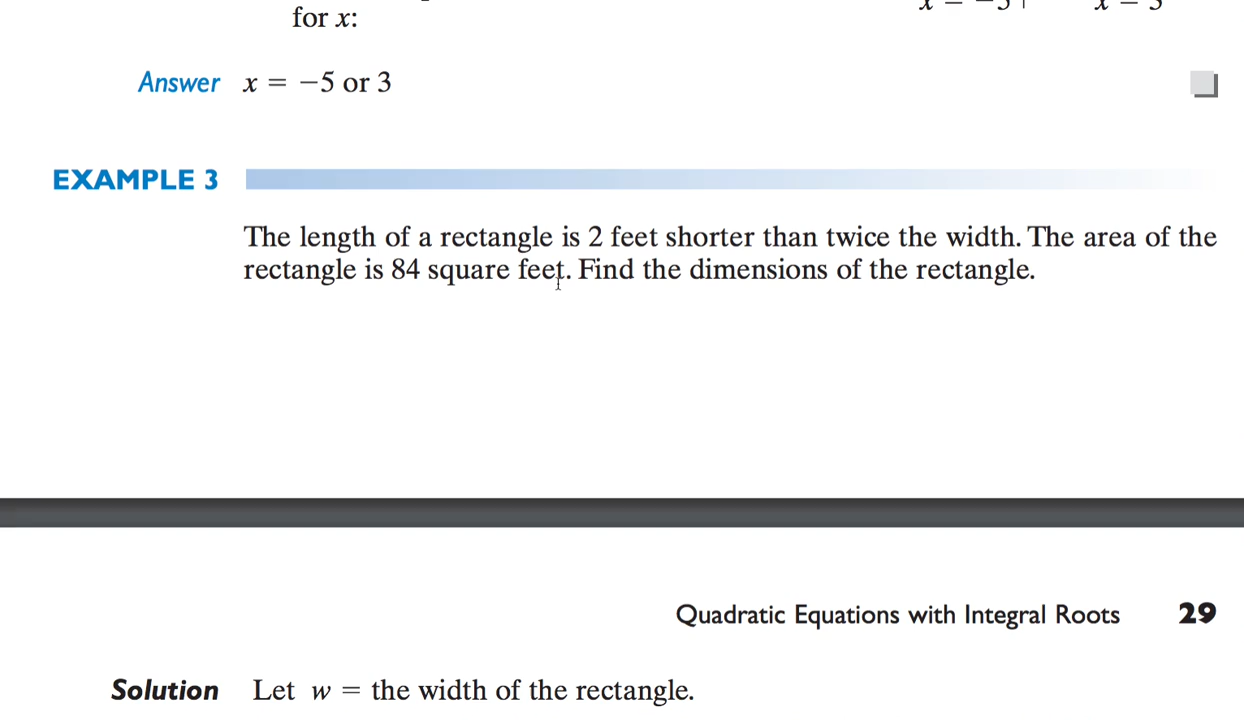 for x:
Answer x = −5 or 3
EXAMPLE 3
The length of a rectangle is 2 feet shorter than twice the width. The area of the
rectangle is 84 square feet. Find the dimensions of the rectangle.
Quadratic Equations with Integral Roots 29
Solution Let w = the width of the rectangle.